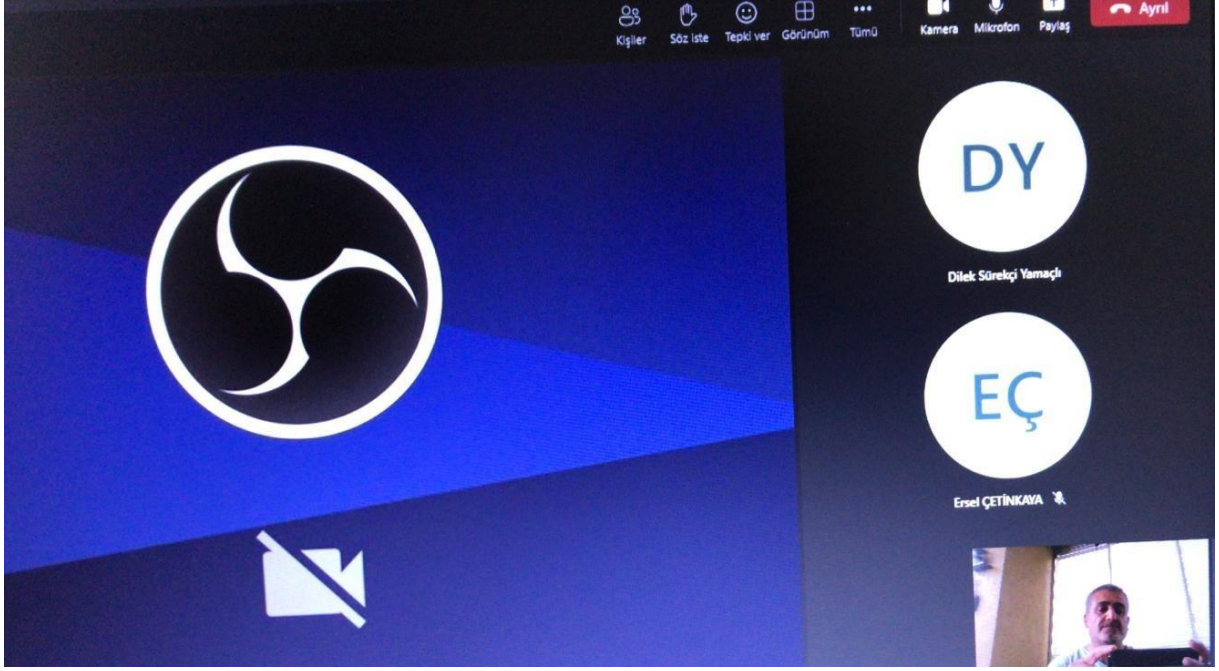 Kişiler Söz iste Tepki ver Görünüm Tümü Kamera Mikrofon Paylaş Ayrıl
DY
Dilek Sürekçi Yamaçlı
EÇ
Ersel ÇETİNKAYA